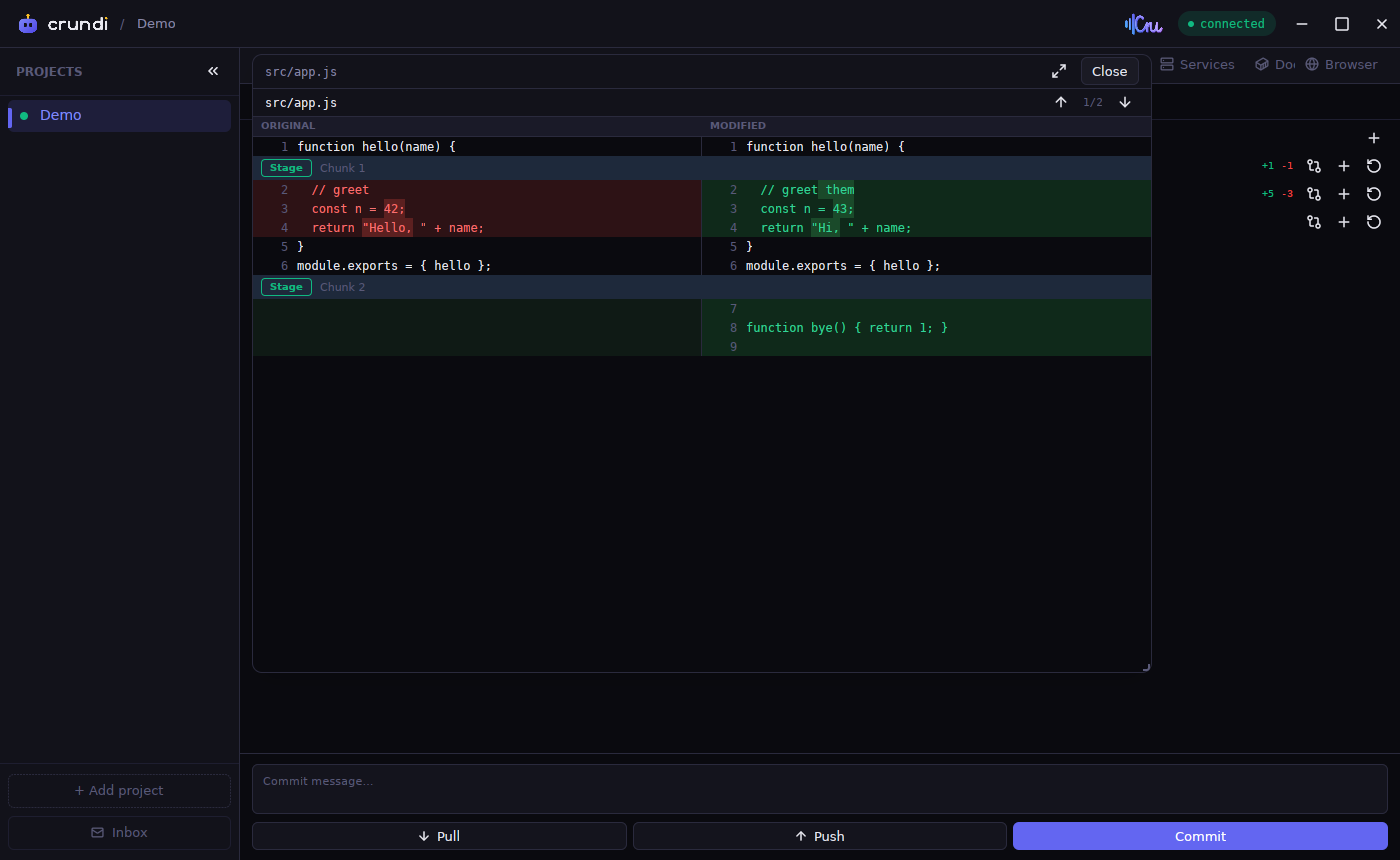 crundi / Demo
Cru
connected
PROJECTS
Demo
src/app.js
Close
Services
Doc
Browser
src/app.js
1/2
ORIGINAL
MODIFIED
1 function hello(name) {
1 function hello(name) {
Stage Chunk 1
2 // greet
2 // greet them
3 const n = 42;
3 const n = 43;
4 return "Hello, " + name;
4 return "Hi, " + name;
5 }
5 }
6 module.exports = { hello };
6 module.exports = { hello };
Stage Chunk 2
7
8 function bye() { return 1; }
9
+1 -1
+5 -3
+ Add project
Inbox
Commit message...
Pull
Push
Commit